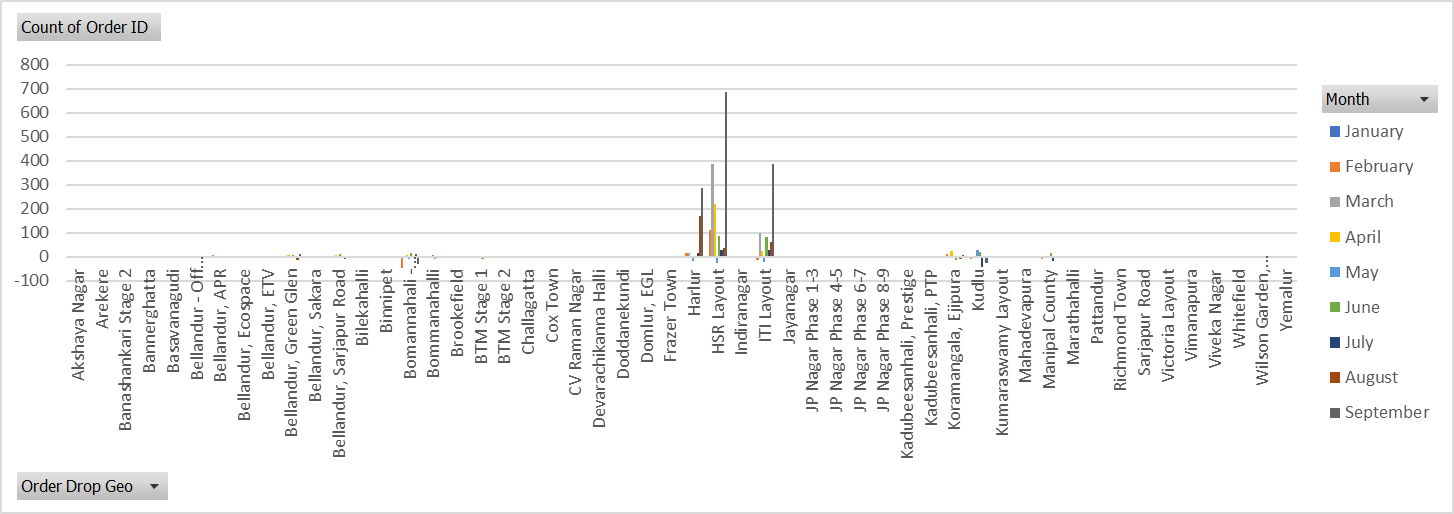 Count of Order ID
800
700
600
500
400
300
200
100
0
-100
Akshaya Nagar
Arekere
Banashankari Stage 2
Bannerghatta
Basavanagudi
Bellandur - Off...
Bellandur, APR
Bellandur, Ecospace
Bellandur, ETV
Bellandur, Green Glen
Bellandur, Sakara
Bellandur, Sarjapur Road
Bilekahalli
Binnipet
Bomannahali -...
Bommanahalli
Brookefield
BTM Stage 1
BTM Stage 2
Challagatta
Cox Town
CV Raman Nagar
Devarachikanna Halli
Doddanekundi
Domlur, EGL
Frazer Town
Harlur
HSR Layout
Indiranagar
ITI Layout
Jayanagar
JP Nagar Phase 1-3
JP Nagar Phase 4-5
JP Nagar Phase 6-7
JP Nagar Phase 8-9
Kadubeesanhali, Prestige
Kadubeesanhali, PTP
Koramangala, Ejipura
Kudlu
Kumaraswamy Layout
Mahadevapura
Manipal County
Marathahalli
Pattandur
Richmond Town
Sarjapur Road
Victoria Layout
Vimanapura
Viveka Nagar
Whitefield
Wilson Garden,...
Yemalur
Month
January
February
March
April
May
June
July
August
September
Order Drop Geo